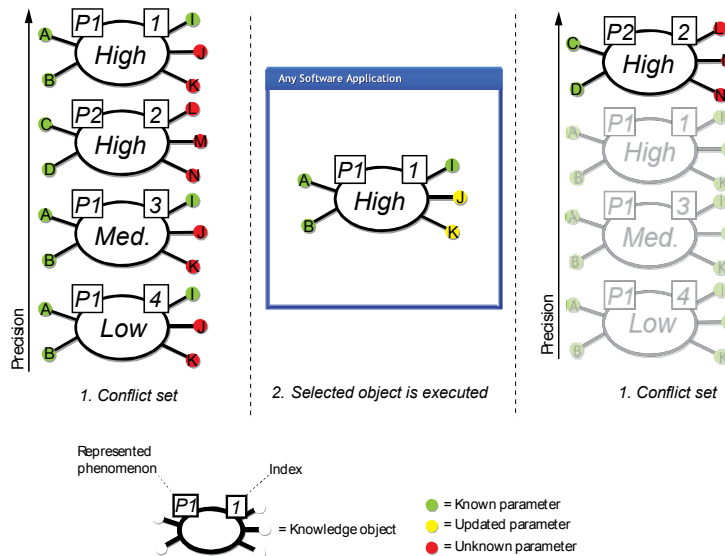 P1 1
A I
High J
B K
P2 2
C L
High M
D N
P1 3
A I
Med. J
B K
P1 4
A I
Low J
B K
Precision
1. Conflict set
Any Software Application
P1 1
A I
High J
B K
2. Selected object is executed
P2 2
C
High
D N
P1 1
A I
High
B K
P1 3
A I
Med.
B K
P1 4
A I
Low
B K
Precision
1. Conflict set
Represented
phenomenon
Index
P1 1
= Knowledge object
= Known parameter
= Updated parameter
= Unknown parameter